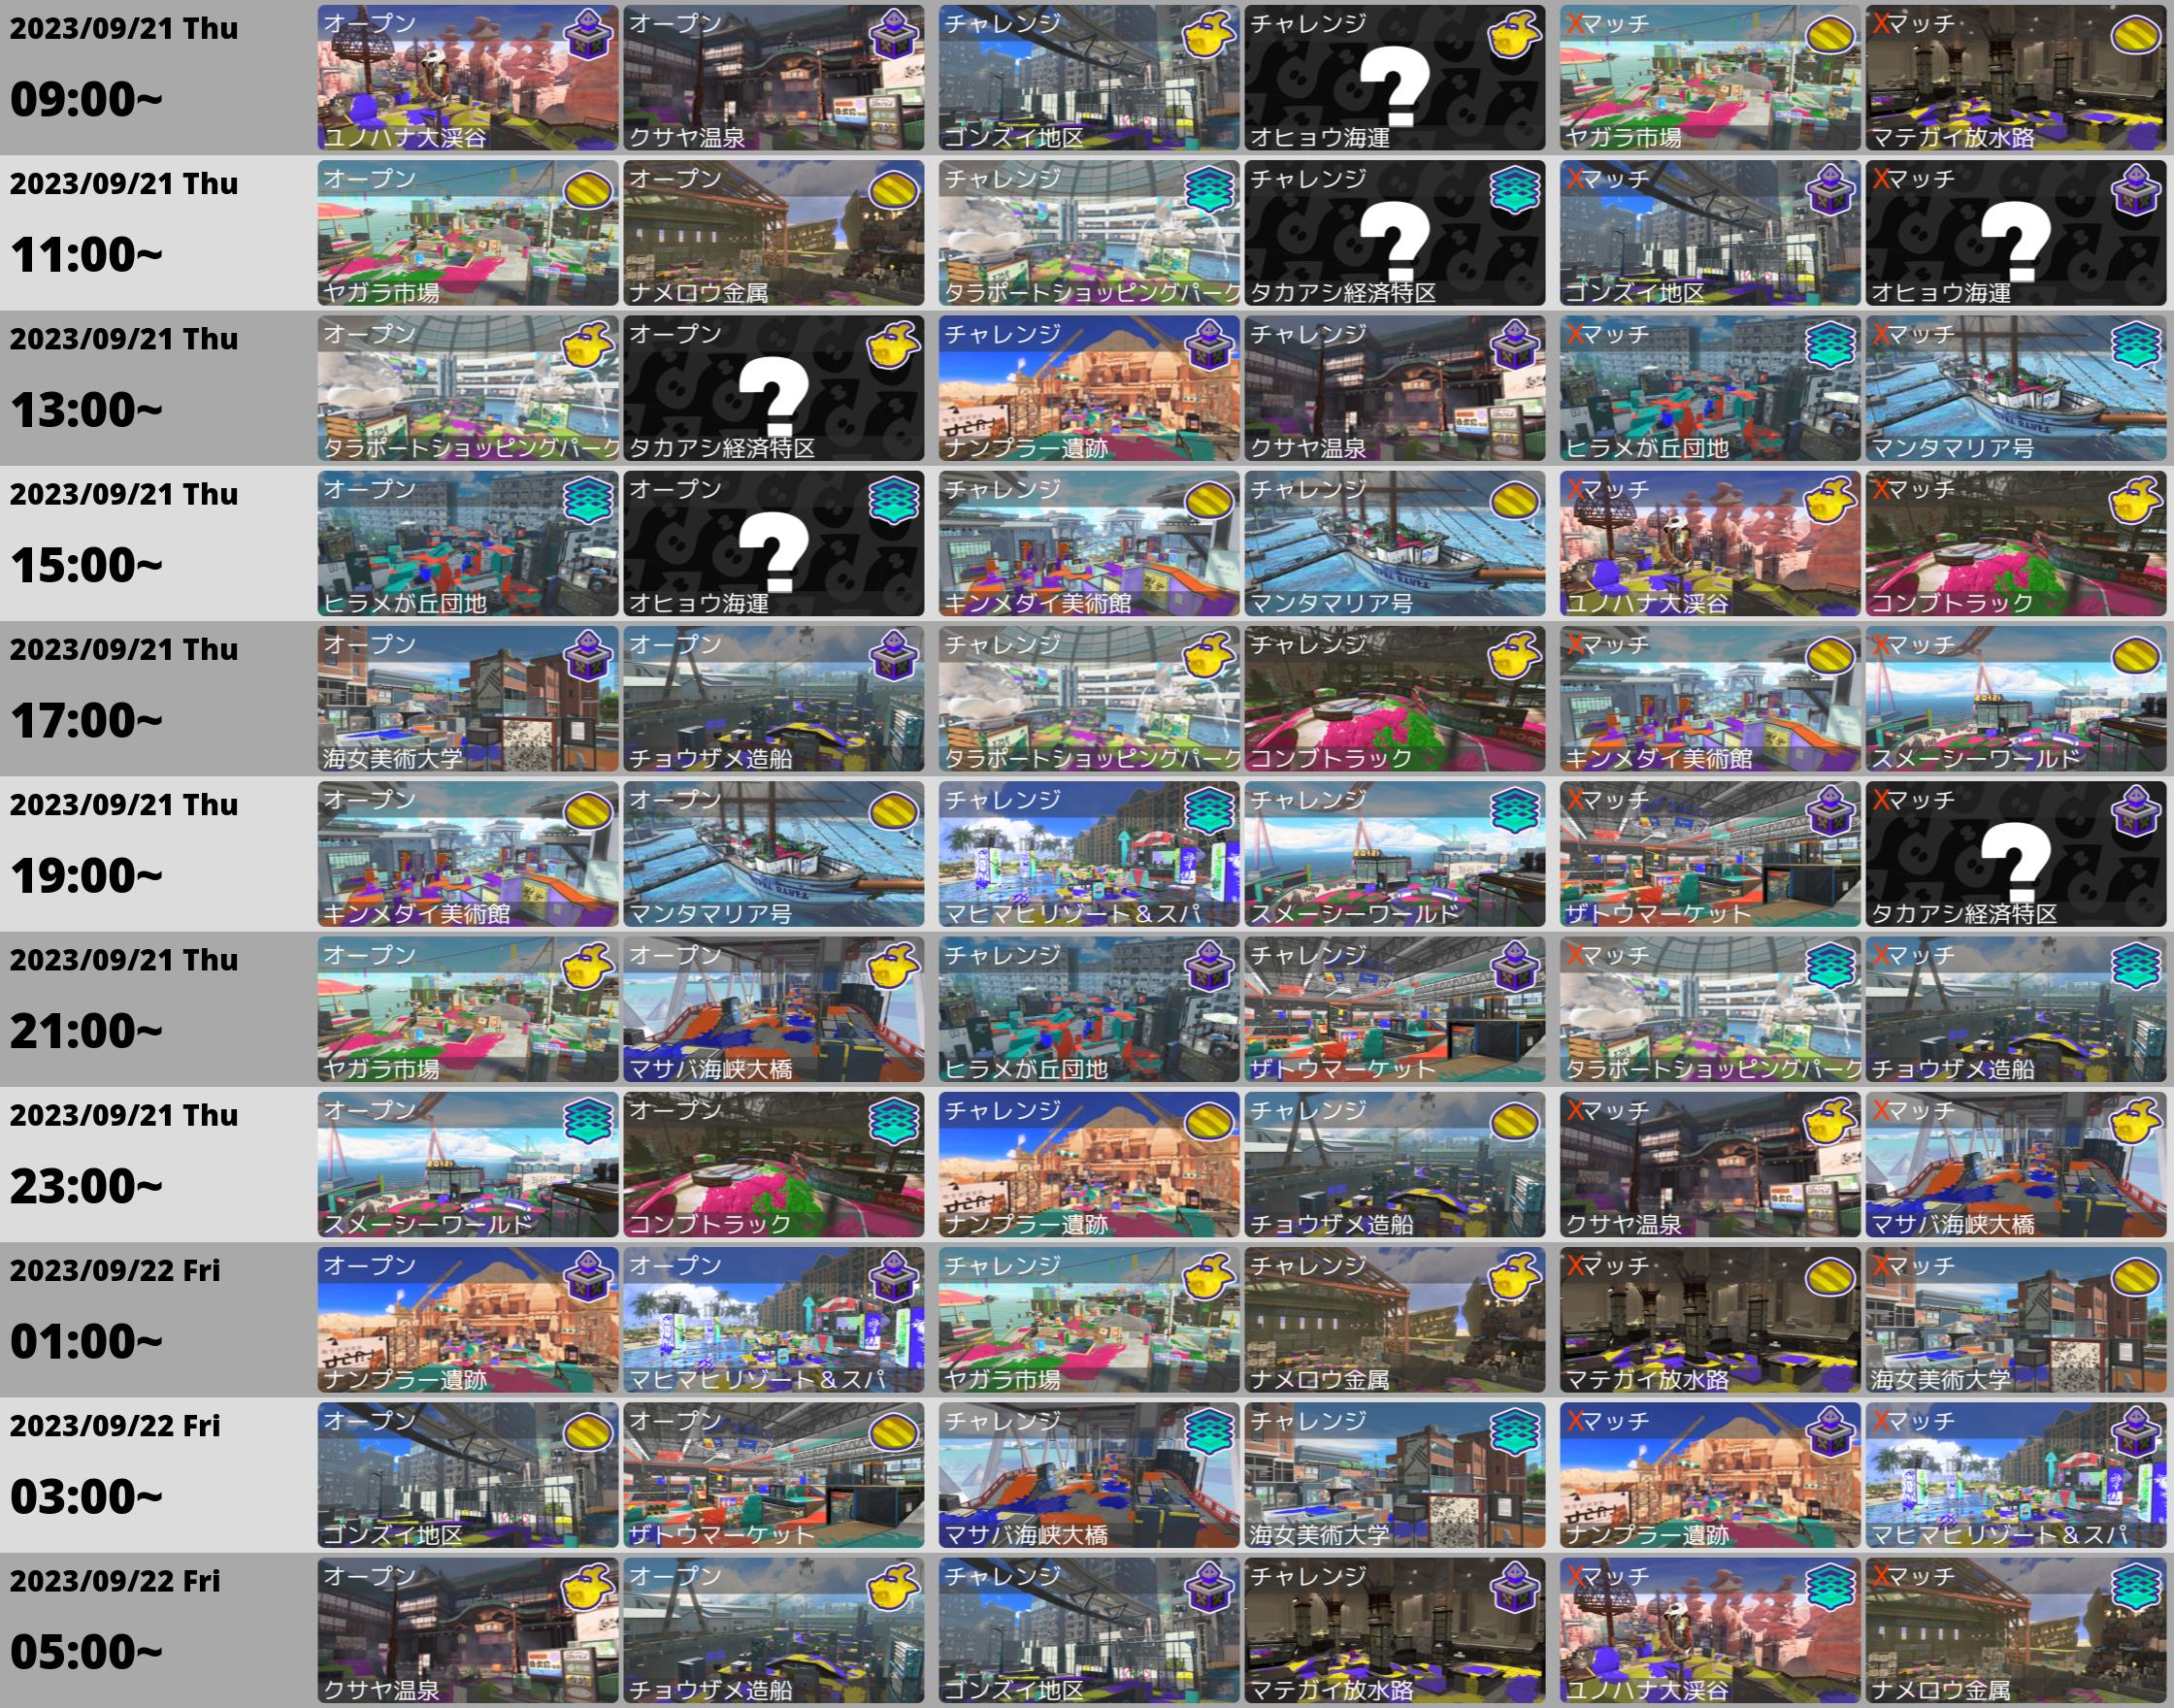 2023/09/21 Thu
09:00~
オープン
ユノハナ大渓谷
オープン
クサヤ温泉
チャレンジ
ゴンズイ地区
チャレンジ
オヒョウ海運
Xマッチ
ヤガラ市場
Xマッチ
マテガイ放水路
2023/09/21 Thu
11:00~
オープン
ヤガラ市場
オープン
ナメロウ金属
チャレンジ
タラポートショッピングパーク
チャレンジ
タカアシ経済特区
Xマッチ
ゴンズイ地区
Xマッチ
オヒョウ海運
2023/09/21 Thu
13:00~
オープン
タラポートショッピングパーク
オープン
タカアシ経済特区
チャレンジ
ナンプラー遺跡
チャレンジ
クサヤ温泉
Xマッチ
ヒラメが丘団地
Xマッチ
マンタマリア号
2023/09/21 Thu
15:00~
オープン
ヒラメが丘団地
オープン
オヒョウ海運
チャレンジ
キンメダイ美術館
チャレンジ
マンタマリア号
Xマッチ
ユノハナ大渓谷
Xマッチ
コンブトラック
2023/09/21 Thu
17:00~
オープン
海女美術大学
オープン
チョウザメ造船
チャレンジ
タラポートショッピングパーク
チャレンジ
コンブトラック
Xマッチ
キンメダイ美術館
Xマッチ
スメーシーワールド
2023/09/21 Thu
19:00~
オープン
キンメダイ美術館
オープン
マンタマリア号
チャレンジ
マヒマヒリゾート＆スパ
チャレンジ
スメーシーワールド
Xマッチ
ザトウマーケット
Xマッチ
タカアシ経済特区
2023/09/21 Thu
21:00~
オープン
ヤガラ市場
オープン
マサバ海峡大橋
チャレンジ
ヒラメが丘団地
チャレンジ
ザトウマーケット
Xマッチ
タラポートショッピングパーク
Xマッチ
チョウザメ造船
2023/09/21 Thu
23:00~
オープン
スメーシーワールド
オープン
コンブトラック
チャレンジ
ナンプラー遺跡
チャレンジ
チョウザメ造船
Xマッチ
クサヤ温泉
Xマッチ
マサバ海峡大橋
2023/09/22 Fri
01:00~
オープン
ナンプラー遺跡
オープン
マヒマヒリゾート＆スパ
チャレンジ
ヤガラ市場
チャレンジ
ナメロウ金属
Xマッチ
マテガイ放水路
Xマッチ
海女美術大学
2023/09/22 Fri
03:00~
オープン
ゴンズイ地区
オープン
ザトウマーケット
チャレンジ
マサバ海峡大橋
チャレンジ
海女美術大学
Xマッチ
ナンプラー遺跡
Xマッチ
マヒマヒリゾート＆スパ
2023/09/22 Fri
05:00~
オープン
クサヤ温泉
オープン
チョウザメ造船
チャレンジ
ゴンズイ地区
チャレンジ
マテガイ放水路
Xマッチ
ユノハナ大渓谷
Xマッチ
ナメロウ金属